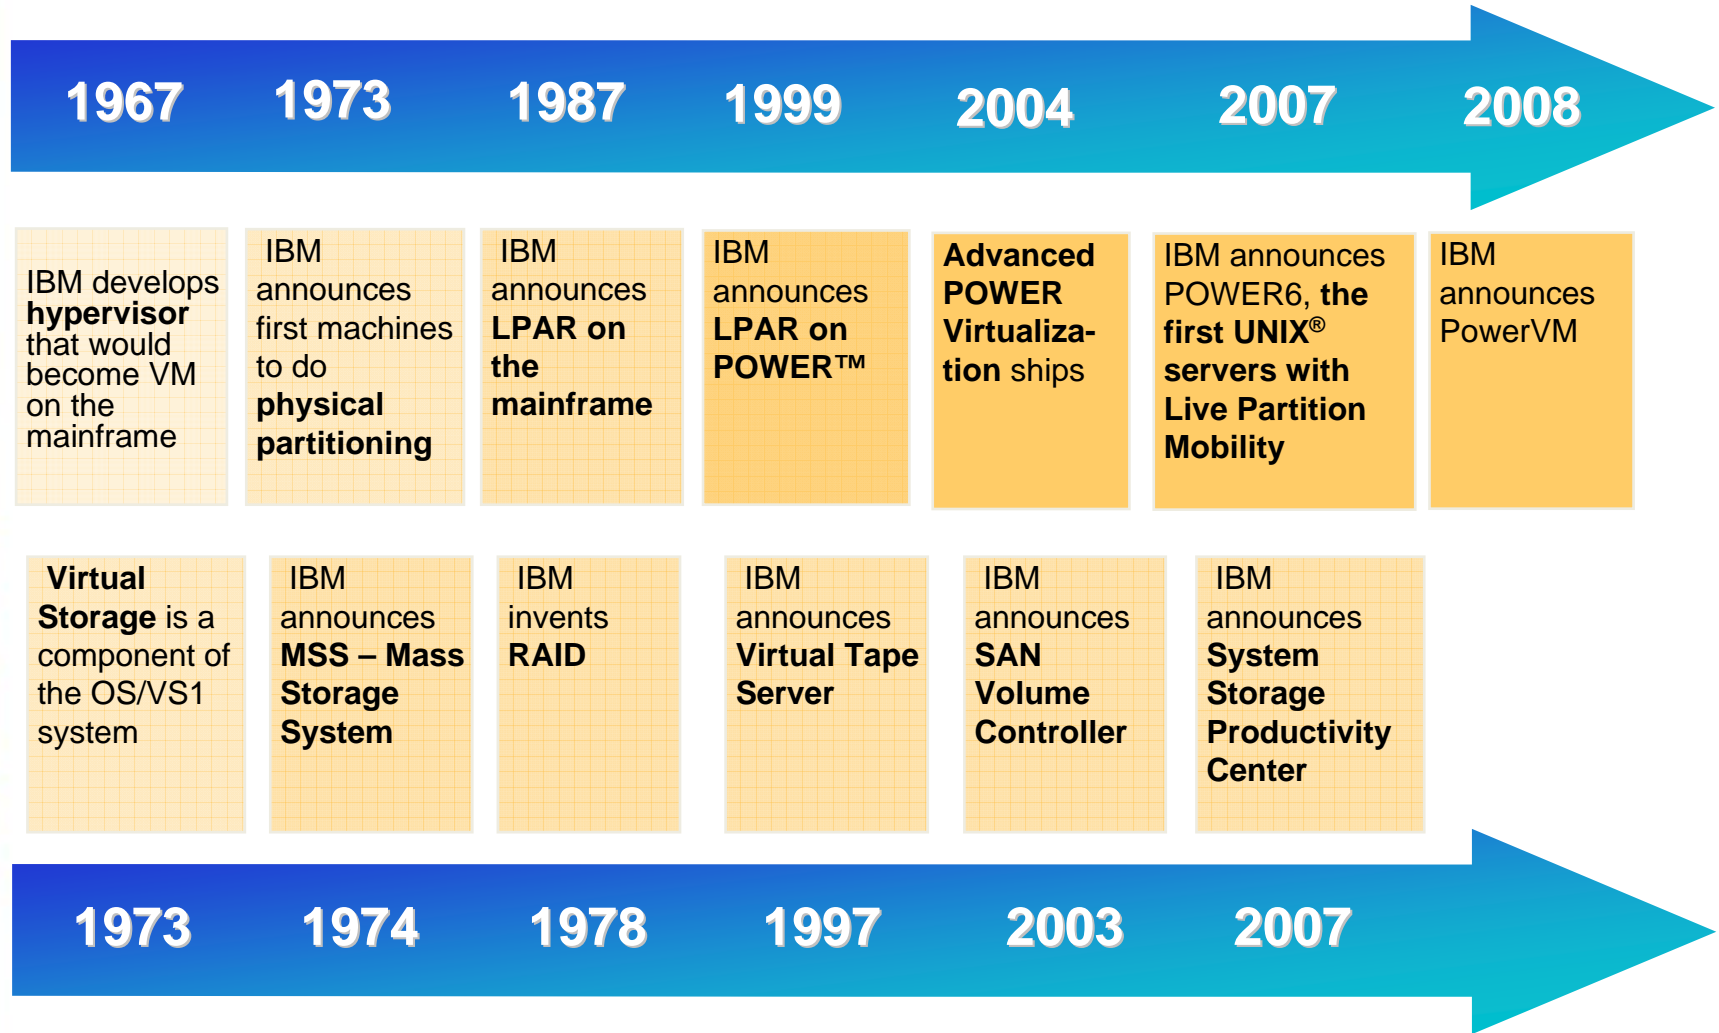 1967 1973 1987 1999 2004 2007 2008
IBM develops
hypervisor
that would
become VM
on the
mainframe
IBM
announces
first machines
to do
physical
partitioning
IBM
announces
LPAR on
the
mainframe
IBM
announces
LPAR on
POWER™
Advanced
POWER
Virtualiza-
tion ships
IBM announces
POWER6, the
first UNIX®
servers with
Live Partition
Mobility
IBM
announces
PowerVM
Virtual
Storage is a
component of
the OS/VS1
system
IBM
announces
MSS – Mass
Storage
System
IBM
invents
RAID
IBM
announces
Virtual Tape
Server
IBM
announces
SAN
Volume
Controller
IBM
announces
System
Storage
Productivity
Center
1973 1974 1978 1997 2003 2007